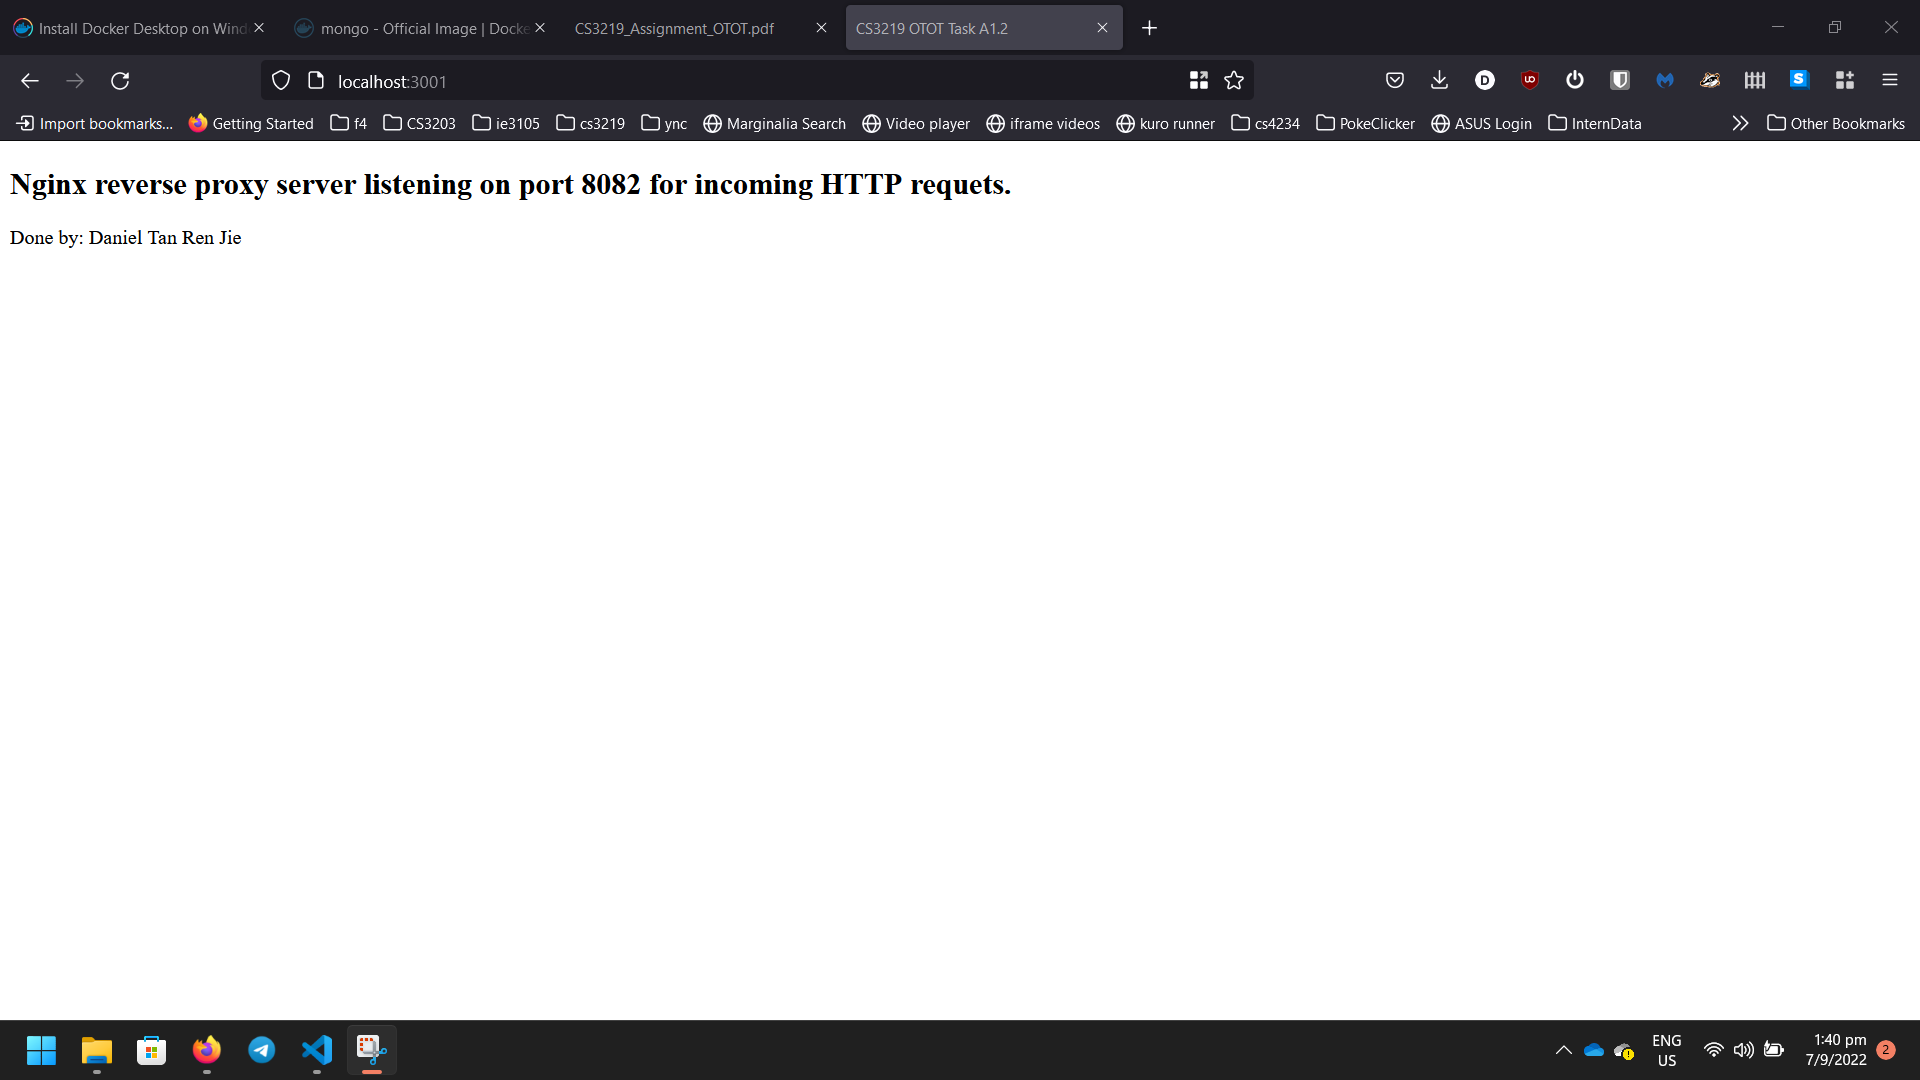 Install Docker Desktop on Wind
mongo - Official Image | Docke
CS3219_Assignment_OTOT.pdf
CS3219 OTOT Task A1.2
localhost:3001
Import bookmarks...
Getting Started
f4
CS3203
ie3105
cs3219
ync
Marginalia Search
Video player
iframe videos
kuro runner
cs4234
PokeClicker
ASUS Login
InternData
Other Bookmarks
Nginx reverse proxy server listening on port 8082 for incoming HTTP requets.
Done by: Daniel Tan Ren Jie
ENG
US
1:40 pm
7/9/2022
2